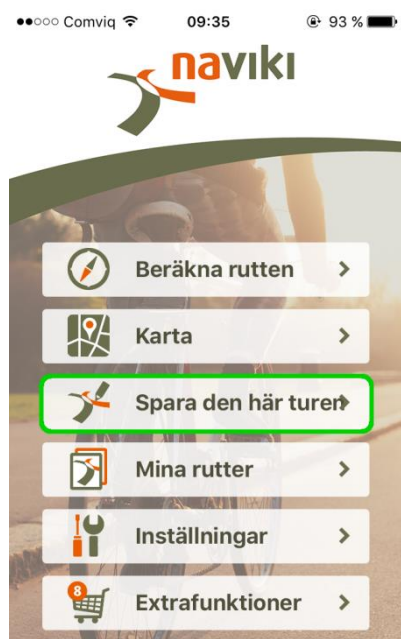 Comviq 09:35 93 %
naviki
Beräkna rutten
Karta
Spara den här turen
Mina rutter
Inställningar
8
Extrafunktioner